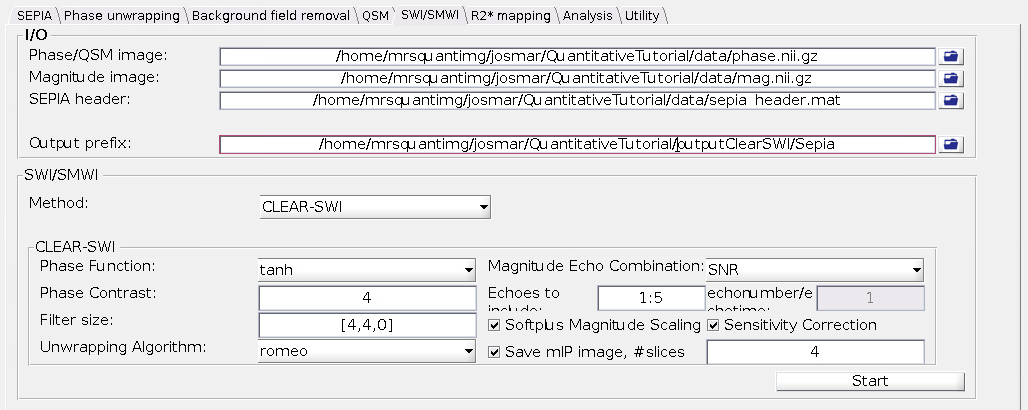 SEPIA Phase unwrapping Background field removal QSM SWI/SMWI R2* mapping Analysis Utility
I/O
Phase/QSM image: /home/mrsquantimg/josmar/QuantitativeTutorial/data/phase.nii.gz
Magnitude image: /home/mrsquantimg/josmar/QuantitativeTutorial/data/mag.nii.gz
SEPIA header: /home/mrsquantimg/josmar/QuantitativeTutorial/data/sepia_header.mat
Output prefix: /home/mrsquantimg/josmar/QuantitativeTutorial/outputClearSWI/Sepia
SWI/SMWI
Method: CLEAR-SWI
CLEAR-SWI
Phase Function: tanh Magnitude Echo Combination: SNR
Phase Contrast: 4 Echoes to include: 1:5 echonumber/echotime: 1
Filter size: [4,4,0] Softplus Magnitude Scaling Sensitivity Correction
Unwrapping Algorithm: romeo Save mIP image, #slices 4
Start